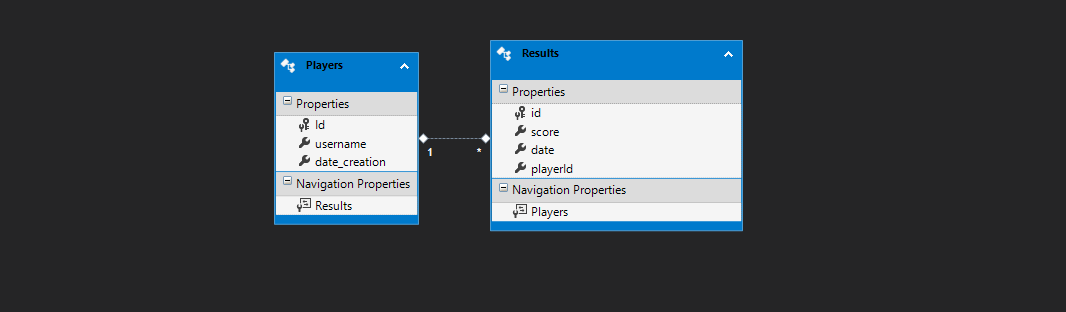 Players
Properties
Id
username
date_creation
Navigation Properties
Results
1
*
Results
Properties
id
score
date
playerId
Navigation Properties
Players